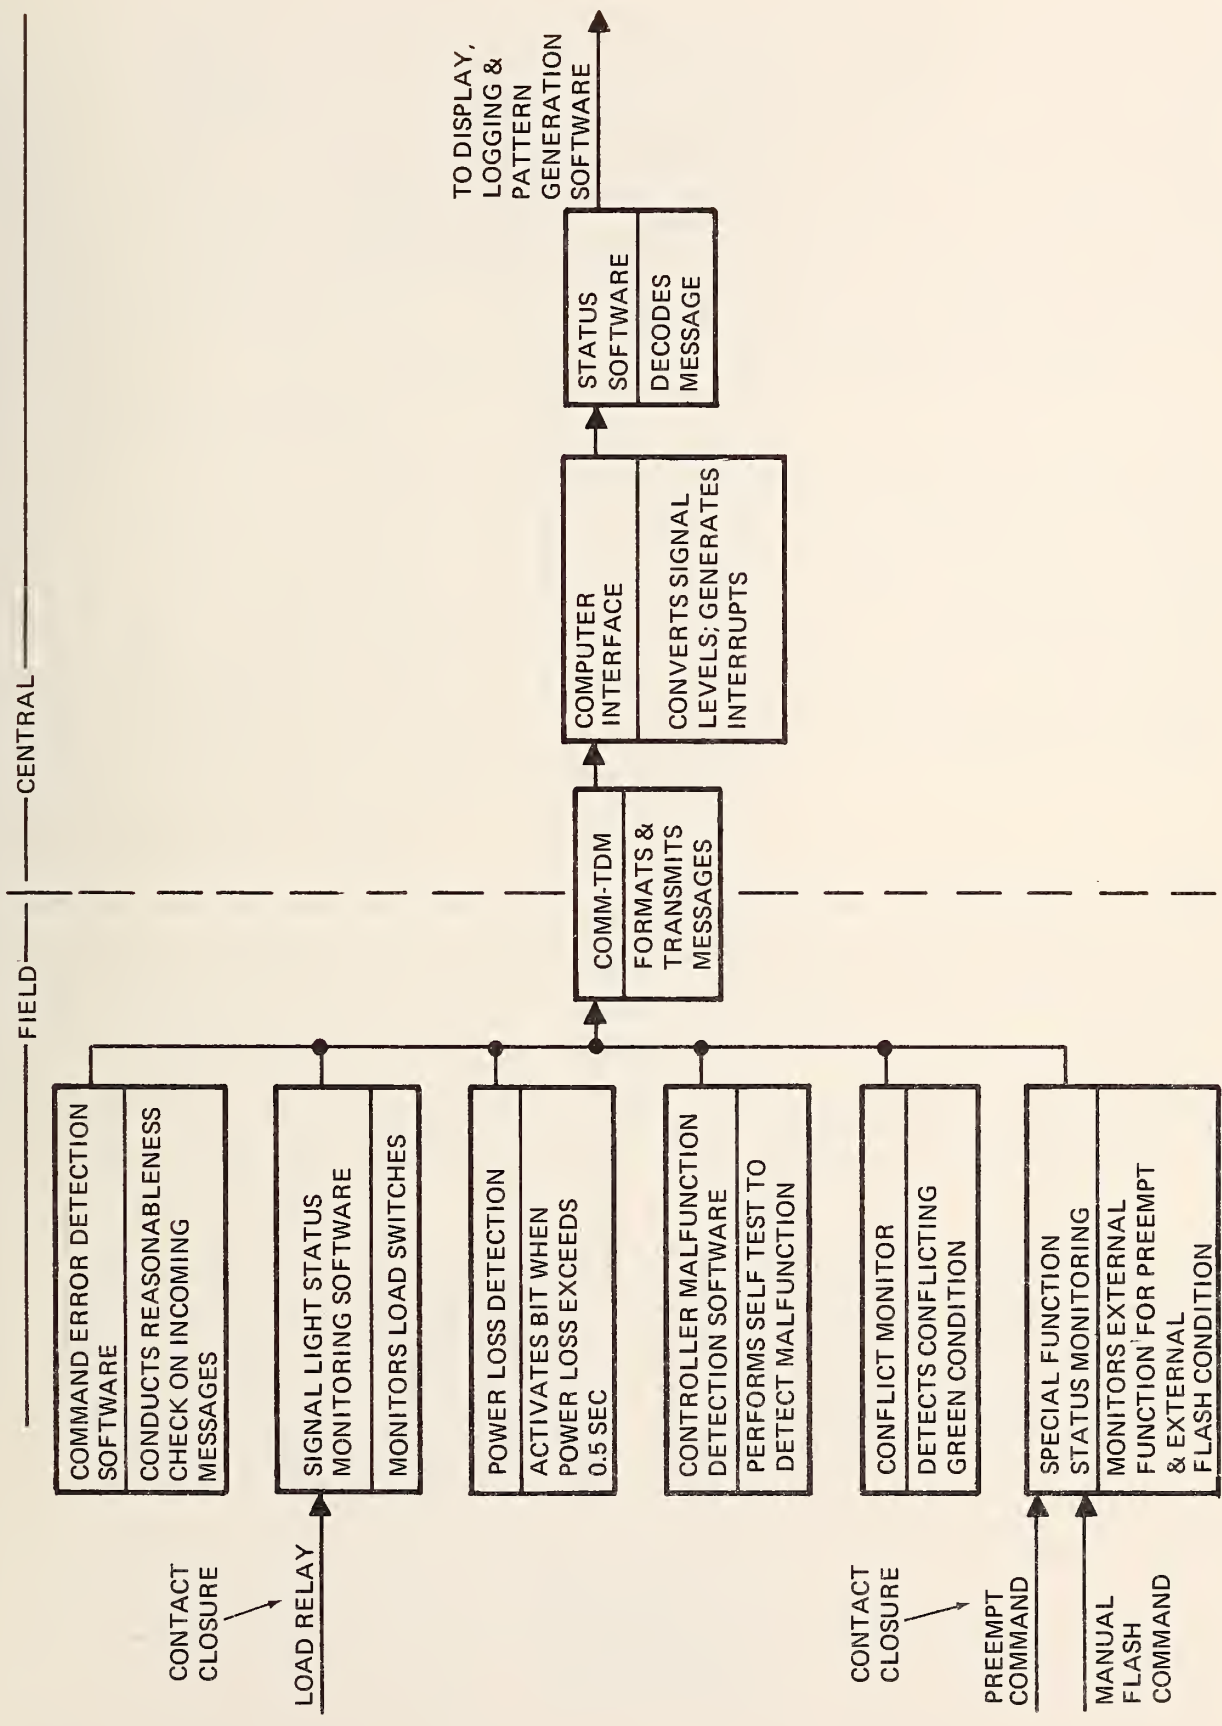 FIELD
CENTRAL
CONTACT
CLOSURE
LOAD RELAY
CONTACT
CLOSURE
PREEMPT
COMMAND
MANUAL
FLASH
COMMAND
COMMAND ERROR DETECTION
SOFTWARE
CONDUCTS REASONABLENESS
CHECK ON INCOMING
MESSAGES
SIGNAL LIGHT STATUS
MONITORING SOFTWARE
MONITORS LOAD SWITCHES
POWER LOSS DETECTION
ACTIVATES BIT WHEN
POWER LOSS EXCEEDS
0.5 SEC
CONTROLLER MALFUNCTION
DETECTION SOFTWARE
PERFORMS SELF TEST TO
DETECT MALFUNCTION
CONFLICT MONITOR
DETECTS CONFLICTING
GREEN CONDITION
SPECIAL FUNCTION
STATUS MONITORING
MONITORS EXTERNAL
FUNCTION FOR PREEMPT
& EXTERNAL
FLASH CONDITION
COMM-TDM
FORMATS &
TRANSMITS
MESSAGES
COMPUTER
INTERFACE
CONVERTS SIGNAL
LEVELS; GENERATES
INTERRUPTS
STATUS
SOFTWARE
DECODES
MESSAGE
TO DISPLAY,
LOGGING &
PATTERN
GENERATION
SOFTWARE